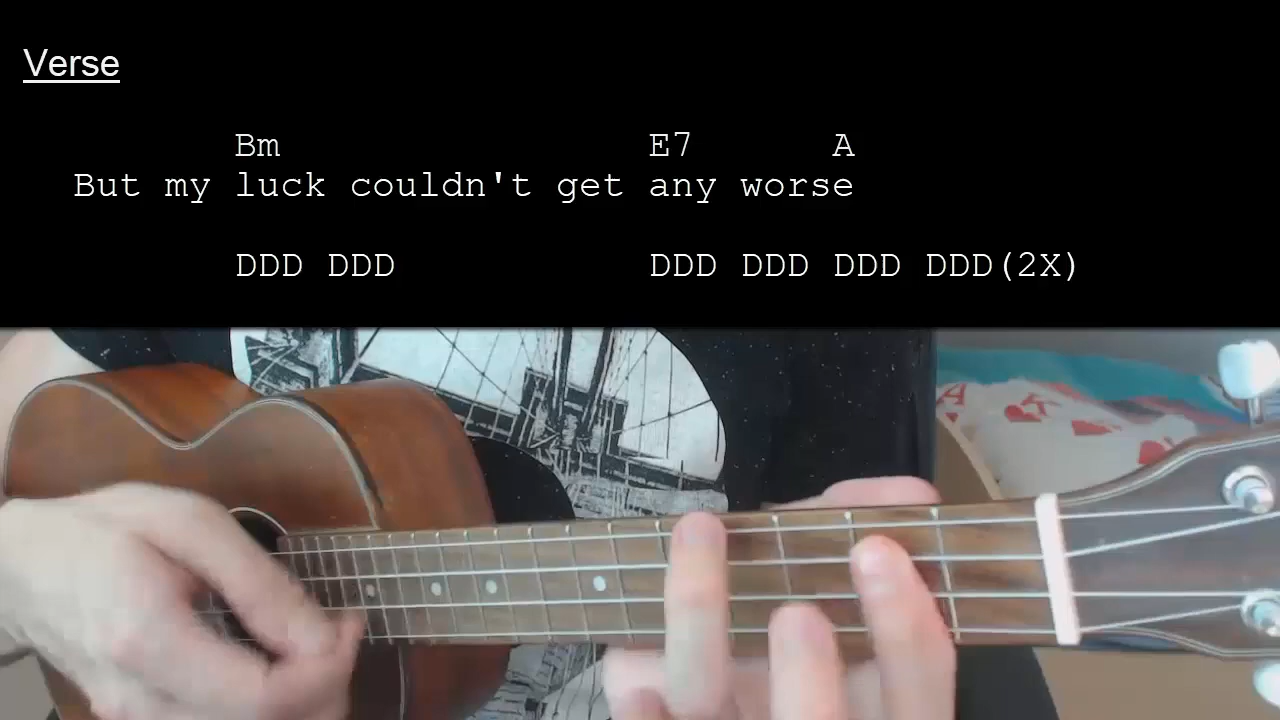 Verse
Bm E7 A
But my luck couldn't get any worse
DDD DDD DDD DDD DDD DDD(2X)
A K